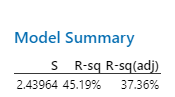 Model Summary
S R-sq R-sq(adj)
2.43964 45.19% 37.36%